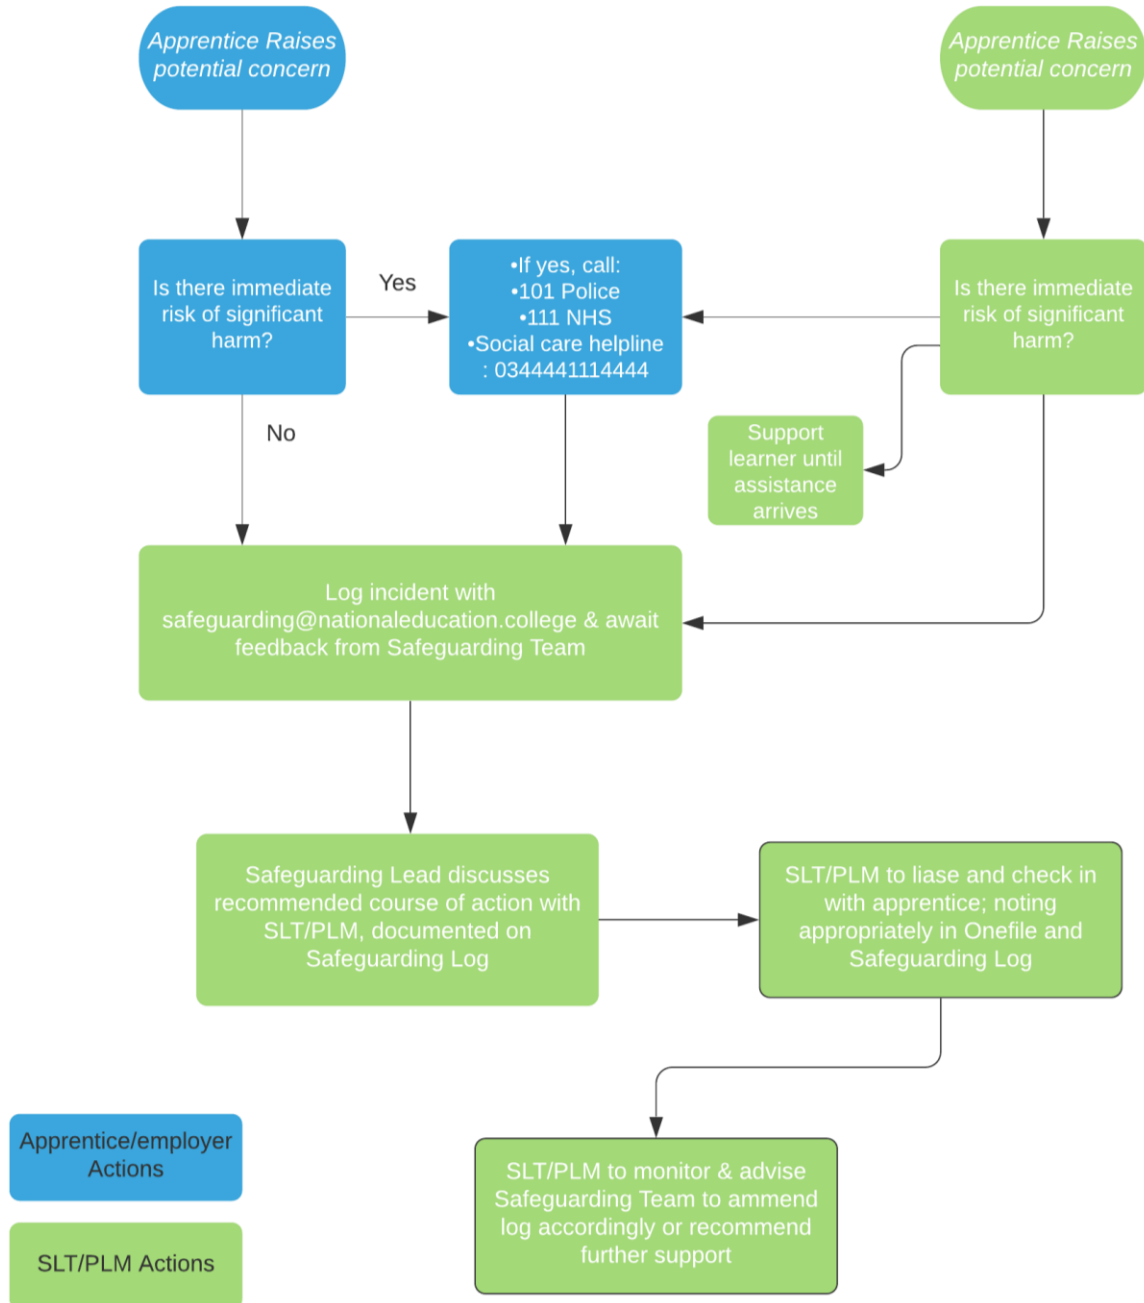 Apprentice Raises
potential concern
Apprentice Raises
potential concern
Is there immediate
risk of significant
harm?
Yes
•If yes, call:
•101 Police
•111 NHS
•Social care helpline
: 0344441114444
Is there immediate
risk of significant
harm?
No
Support
learner until
assistance
arrives
Log incident with
safeguarding@nationaleducation.college & await
feedback from Safeguarding Team
Safeguarding Lead discusses
recommended course of action with
SLT/PLM, documented on
Safeguarding Log
SLT/PLM to liase and check in
with apprentice; noting
appropriately in Onefile and
Safeguarding Log
Apprentice/employer
Actions
SLT/PLM to monitor & advise
Safeguarding Team to ammend
log accordingly or recommend
further support
SLT/PLM Actions